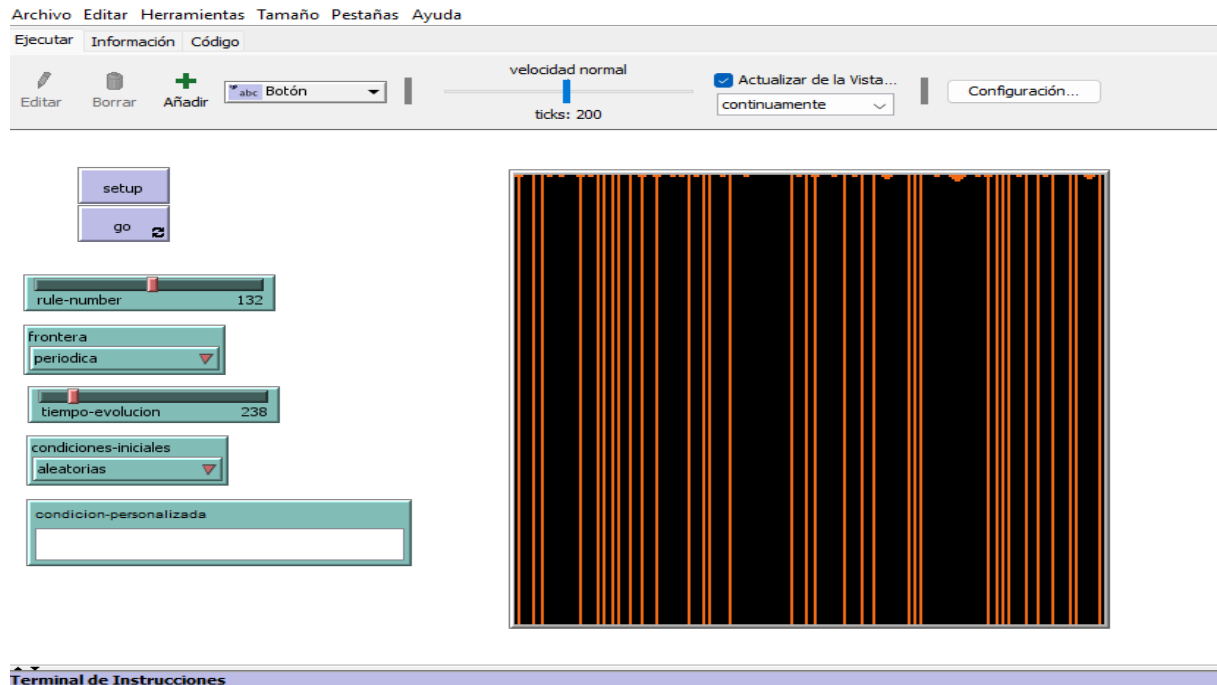 Archivo Editar Herramientas Tamaño Pestañas Ayuda
Ejecutar Información Código
Editar Borrar Añadir abc Botón velocidad normal ticks: 200 Actualizar de la Vista... continuamente Configuración...
setup
go
rule-number 132
frontera
periodica
tiempo-evolucion 238
condiciones-iniciales
aleatorias
condicion-personalizada
Terminal de Instrucciones